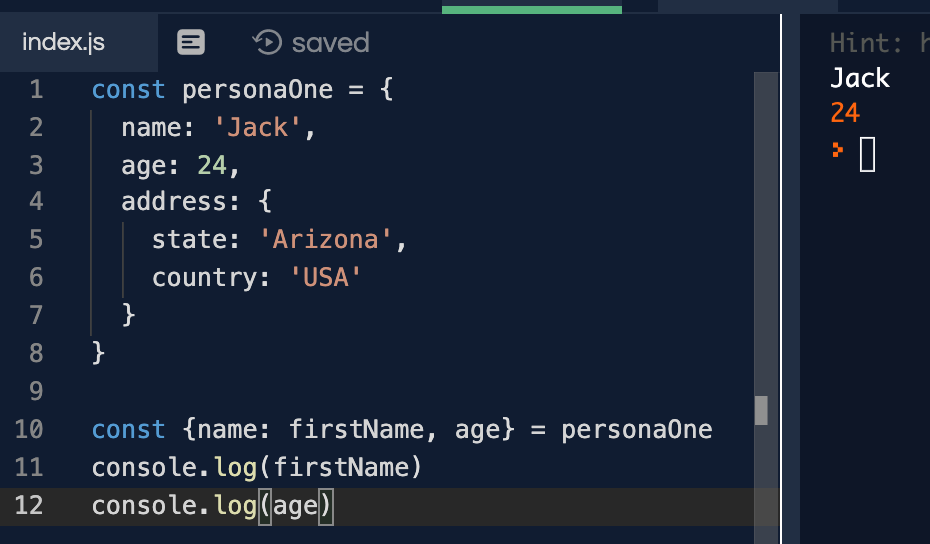 index.js saved
1 const personaOne = {
2 name: 'Jack',
3 age: 24,
4 address: {
5 state: 'Arizona',
6 country: 'USA'
7 }
8 }
9
10 const {name: firstName, age} = personaOne
11 console.log(firstName)
12 console.log(age)
Hint:
Jack
24